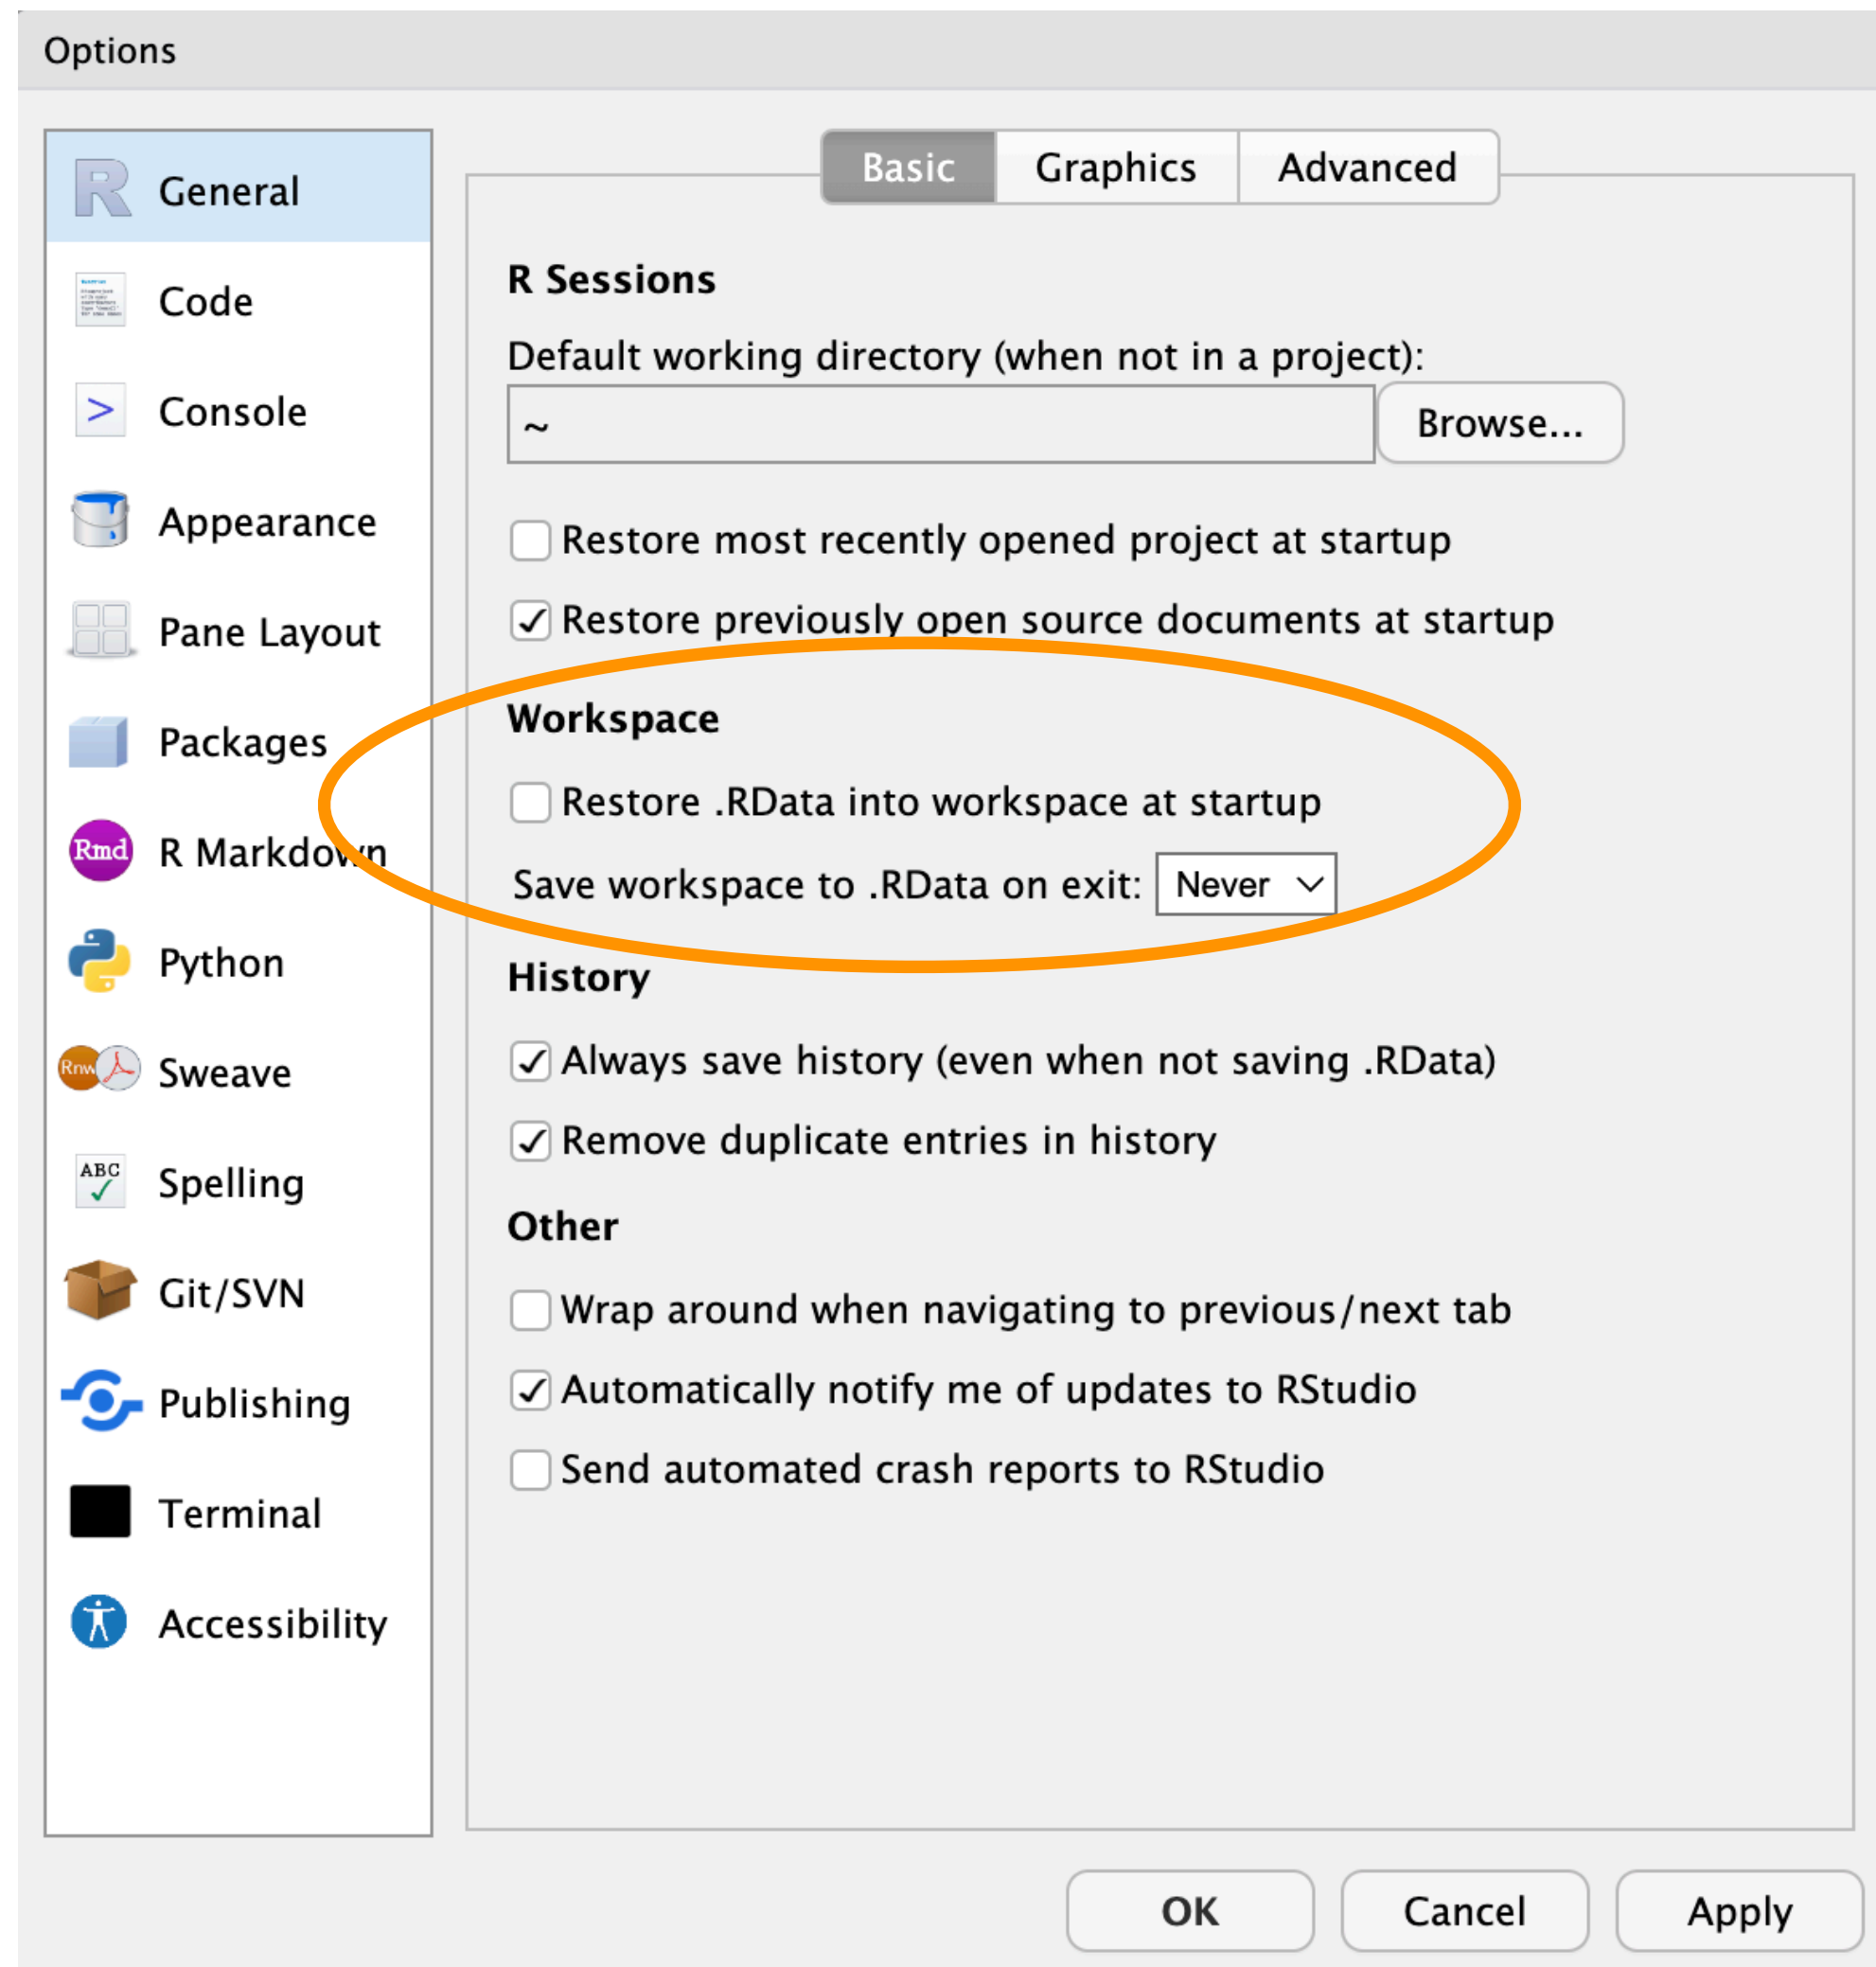 Options
General
Code
Console
Appearance
Pane Layout
Packages
Rmd
R Markdown
Python
Rnw
Sweave
ABC
Spelling
Git/SVN
Publishing
Terminal
Accessibility
Basic Graphics Advanced
R Sessions
Default working directory (when not in a project):
~ Browse...
Restore most recently opened project at startup
Restore previously open source documents at startup
Workspace
Restore .RData into workspace at startup
Save workspace to .RData on exit: Never
History
Always save history (even when not saving .RData)
Remove duplicate entries in history
Other
Wrap around when navigating to previous/next tab
Automatically notify me of updates to RStudio
Send automated crash reports to RStudio
OK Cancel Apply